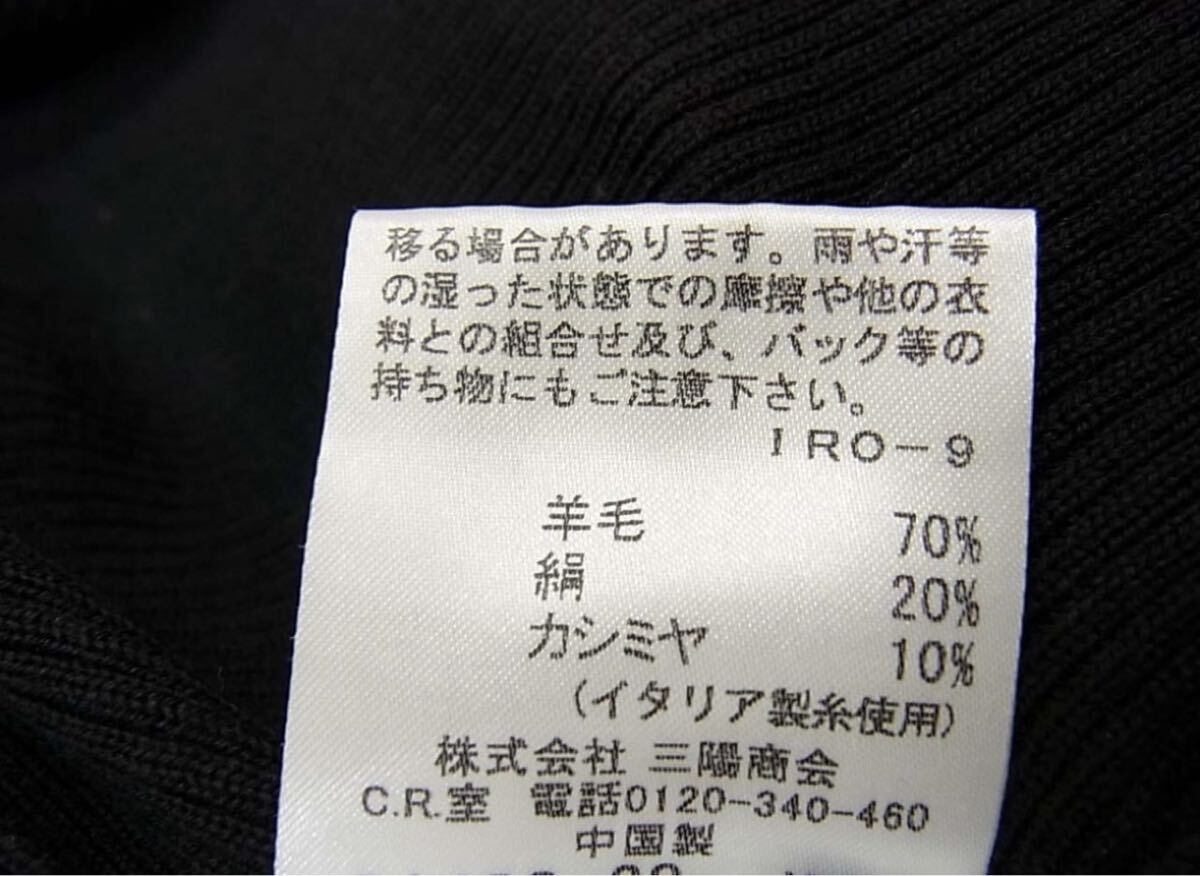 移る場合があります。雨や汗等
の湿った状態での摩擦や他の衣
料との組合せ及び、バック等の
持ち物にもご注意下さい。
IRO-9
羊毛 70%
絹 20%
カシミヤ 10%
(イタリア製糸使用)
株式会社 三陽商会
C.R.室 電話0120-340-460
中国製